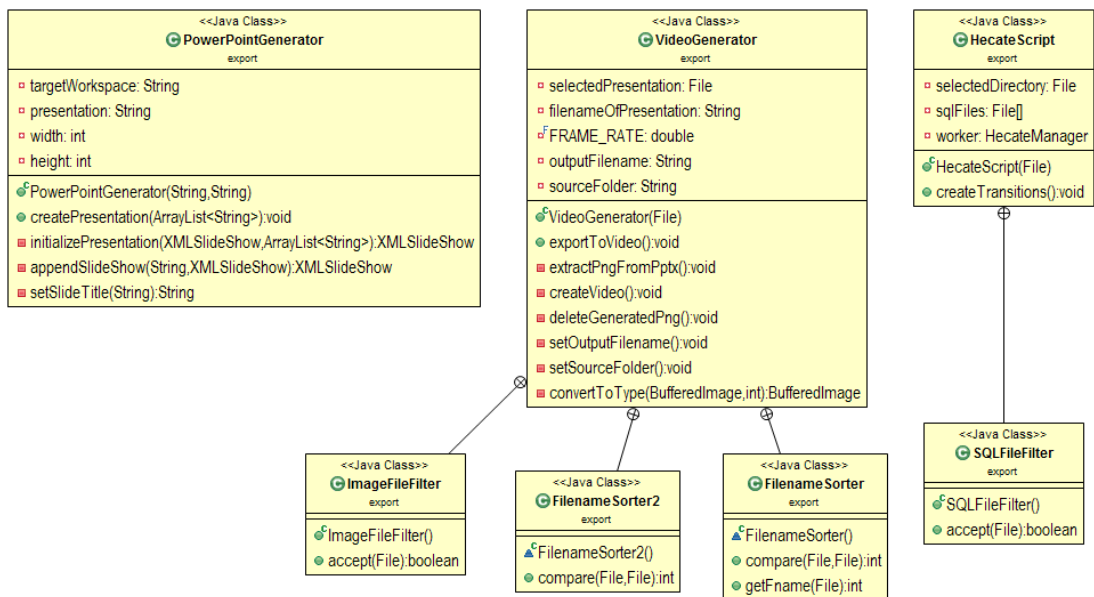 <<Java Class>>
PowerPointGenerator
export
targetWorkspace: String
presentation: String
width: int
height: int
PowerPointGenerator(String,String)
createPresentation(ArrayList<String>):void
initializePresentation(XMLSlideShow,ArrayList<String>):XMLSlideShow
appendSlideShow(String,XMLSlideShow):XMLSlideShow
setSlideTitle(String):String
<<Java Class>>
VideoGenerator
export
selectedPresentation: File
filenameOfPresentation: String
FRAME_RATE: double
outputFilename: String
sourceFolder: String
VideoGenerator(File)
exportToVideo():void
extractPngFromPptx():void
createVideo():void
deleteGeneratedPng():void
setOutputFilename():void
setSourceFolder():void
convertToType(BufferedImage,int):BufferedImage
<<Java Class>>
HecateScript
export
selectedDirectory: File
sqlFiles: File[]
worker: HecateManager
HecateScript(File)
createTransitions():void
<<Java Class>>
ImageFileFilter
export
ImageFileFilter()
accept(File):boolean
<<Java Class>>
FilenameSorter2
export
FilenameSorter2()
compare(File,File):int
<<Java Class>>
FilenameSorter
export
FilenameSorter()
compare(File,File):int
getFname(File):int
<<Java Class>>
SQLFileFilter
export
SQLFileFilter()
accept(File):boolean